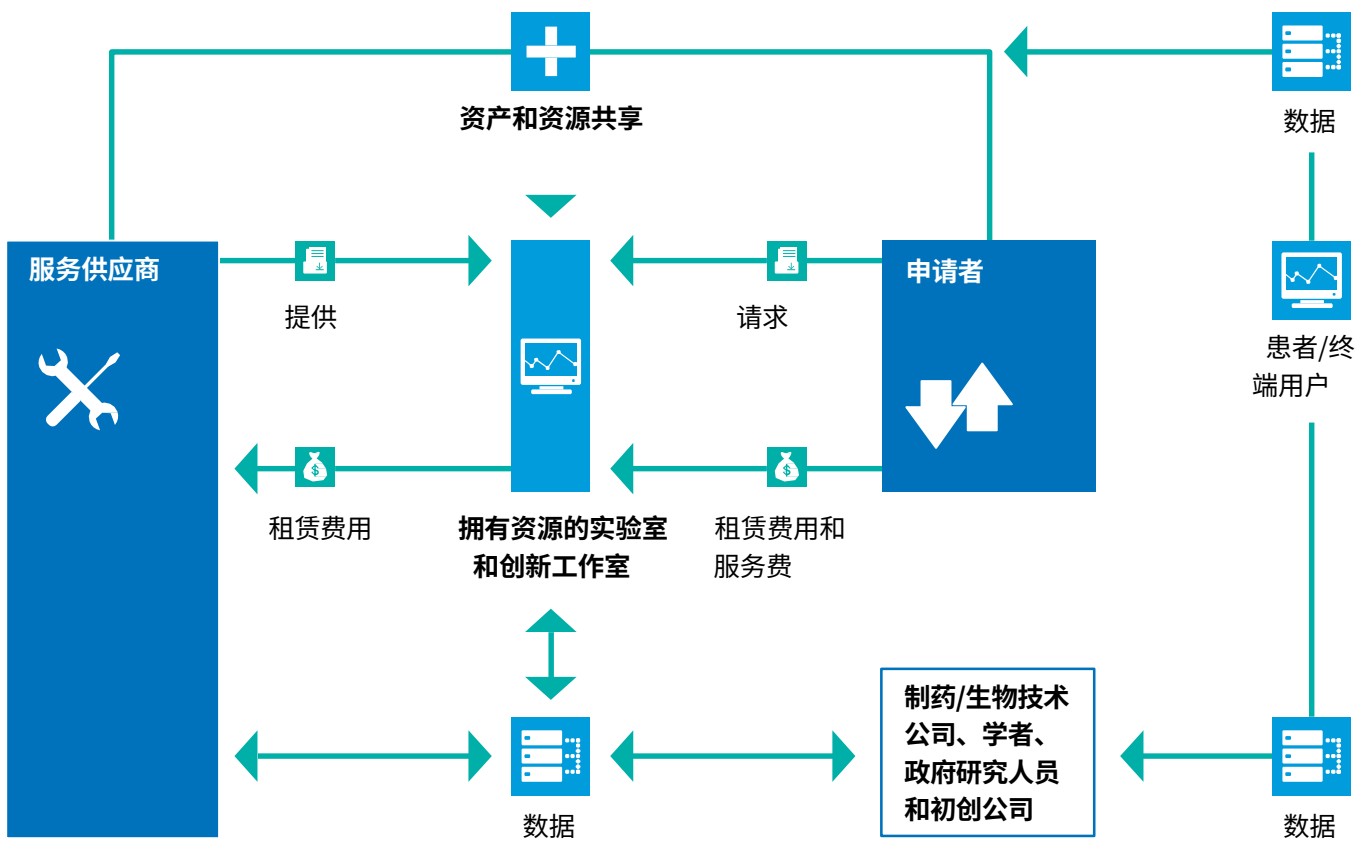 资产和资源共享
数据
服务供应商
提供
请求
申请者
患者/终
端用户
租赁费用
拥有资源的实验室
和创新工作室
租赁费用和
服务费
制药/生物技术
公司、学者、
政府研究人员
和初创公司
数据
数据